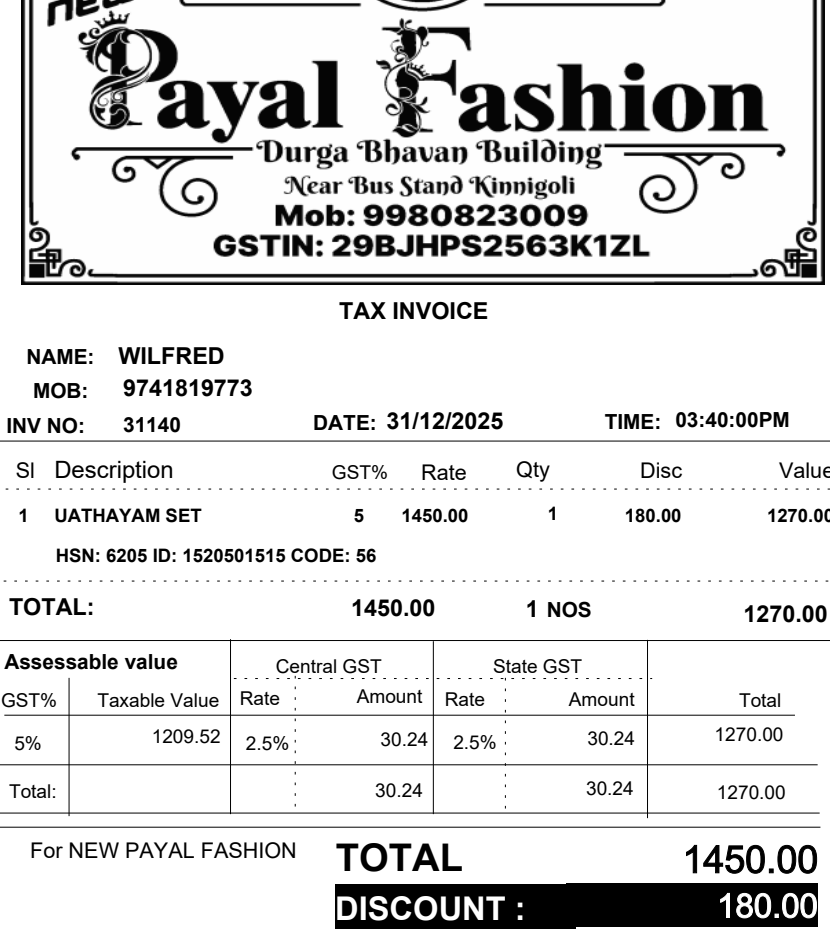 new
Payal Fashion
Durga Bhavan Building
Near Bus Stand Kinnigoli
Mob: 9980823009
GSTIN: 29BJHPS2563K1ZL
TAX INVOICE
NAME: WILFRED
MOB: 9741819773
INV NO: 31140 DATE: 31/12/2025 TIME: 03:40:00PM
Sl Description GST% Rate Qty Disc Value
1 UATHAYAM SET 5 1450.00 1 180.00 1270.00
HSN: 6205 ID: 1520501515 CODE: 56
TOTAL: 1450.00 1 NOS 1270.00
Assessable value Central GST State GST
GST% Taxable Value Rate Amount Rate Amount Total
5% 1209.52 2.5% 30.24 2.5% 30.24 1270.00
Total: 30.24 30.24 1270.00
For NEW PAYAL FASHION TOTAL 1450.00
DISCOUNT : 180.00